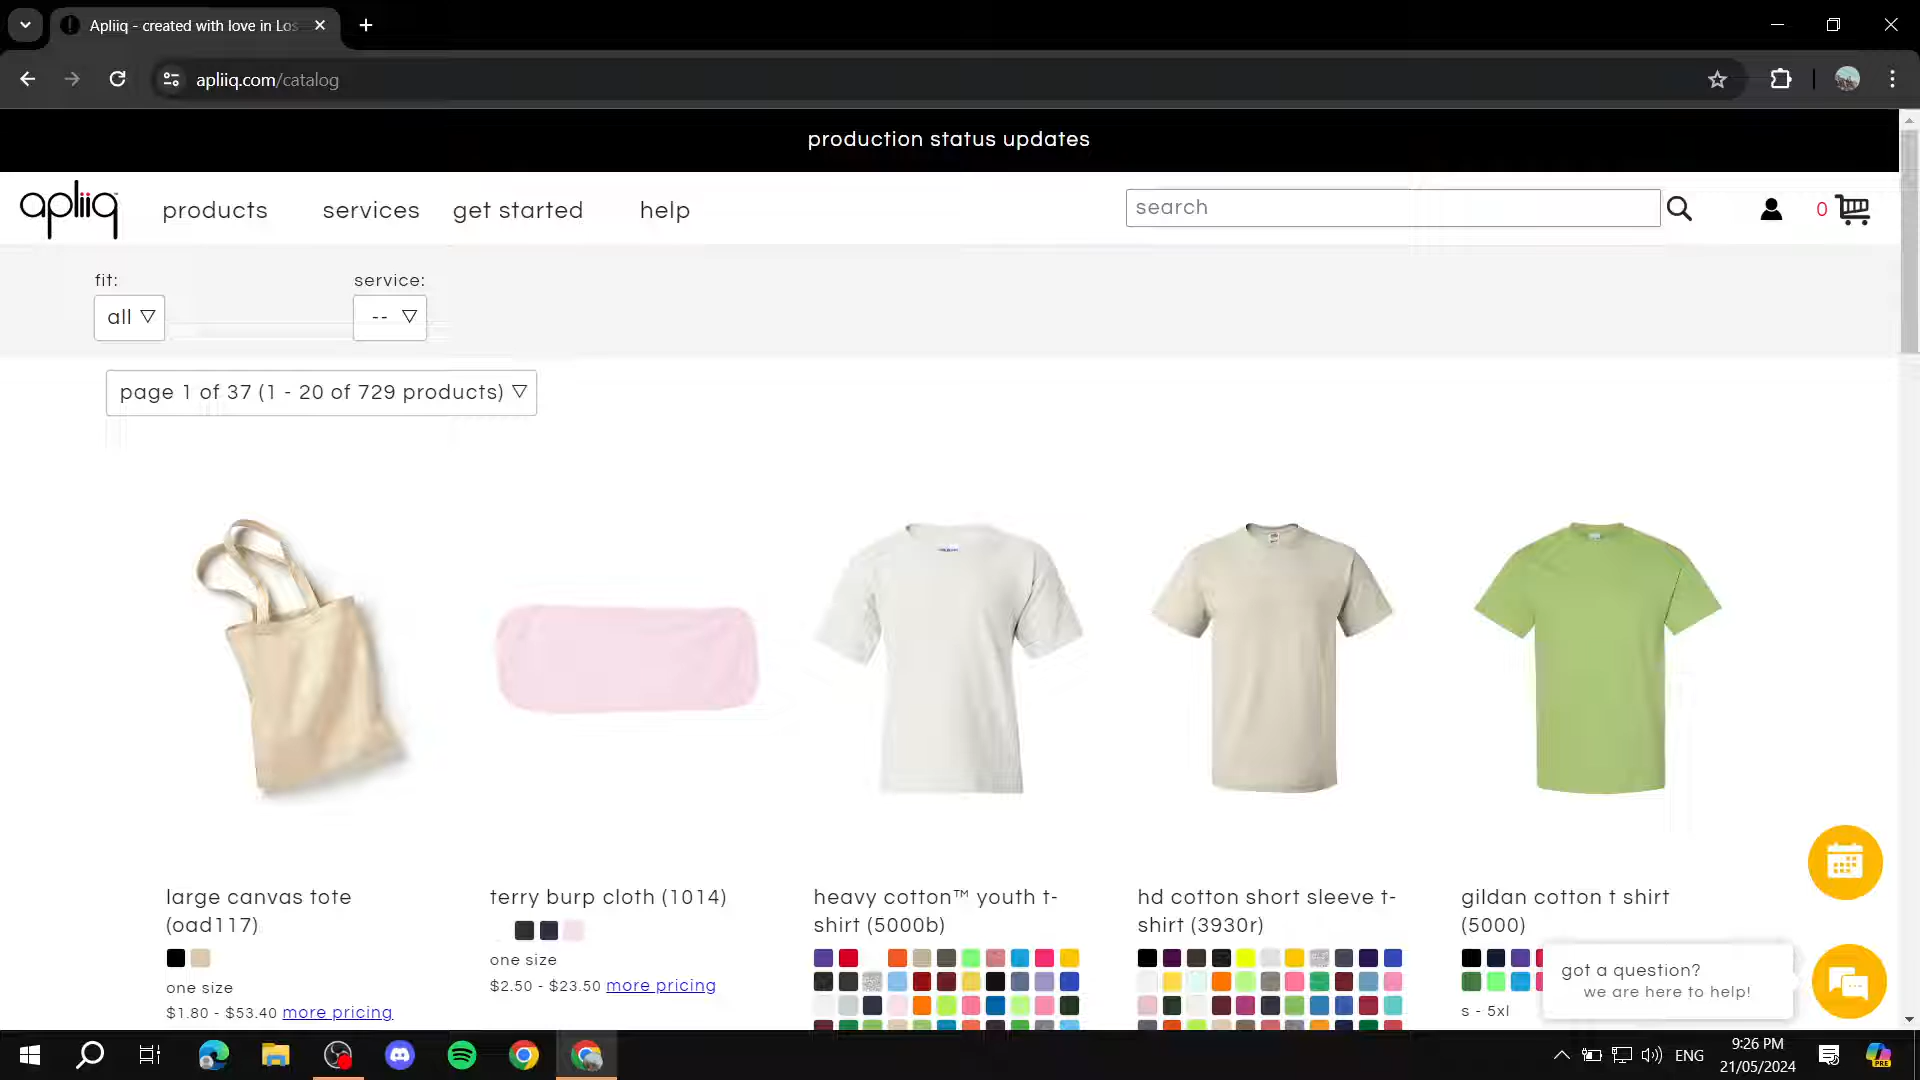 Apliiq - created with love in Los
apliiq.com/catalog
production status updates
apliiq
products
services
get started
help
search
0
fit:
service:
all
--
page 1 of 37 (1 - 20 of 729 products)
large canvas tote (oad117)
one size
$1.80 - $53.40 more pricing
terry burp cloth (1014)
one size
$2.50 - $23.50 more pricing
heavy cotton™ youth t-
shirt (5000b)
hd cotton short sleeve t-
shirt (3930r)
gildan cotton t shirt
(5000)
s - 5xl
got a question?
we are here to help!
ENG
9:26 PM
21/05/2024
PRE